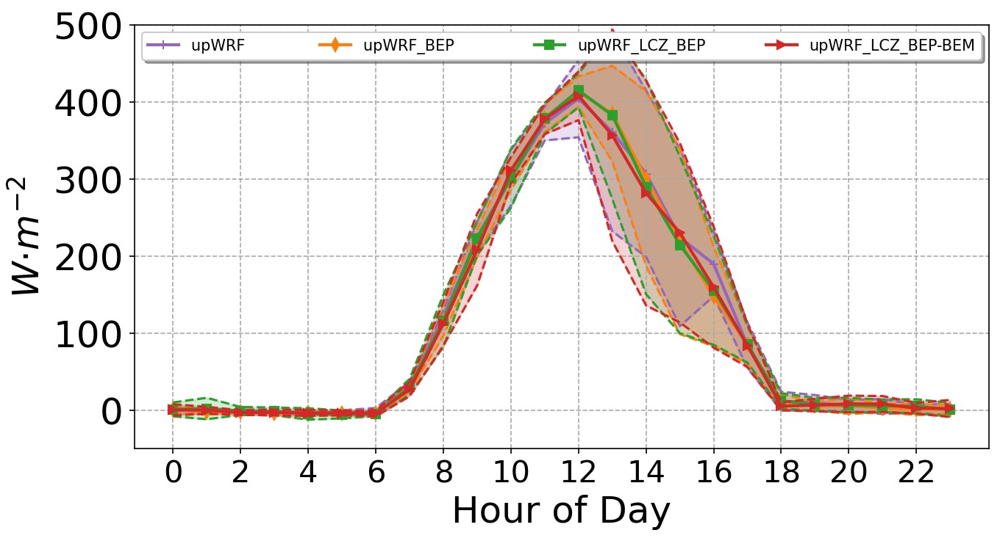 500
upWRF upWRF_BEP upWRF_LCZ_BEP upWRF_LCZ_BEP-BEM
400
300
200
100
0
W·m⁻²
0 2 4 6 8 10 12 14 16 18 20 22
Hour of Day